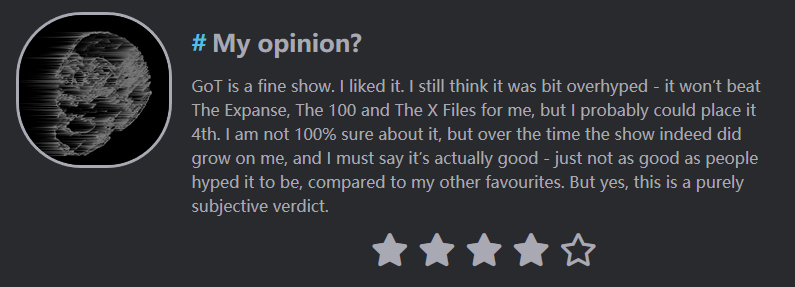 # My opinion?
GoT is a fine show. I liked it. I still think it was bit overhyped - it won't beat
The Expanse, The 100 and The X Files for me, but I probably could place it
4th. I am not 100% sure about it, but over the time the show indeed did
grow on me, and I must say it's actually good - just not as good as people
hyped it to be, compared to my other favourites. But yes, this is a purely
subjective verdict.